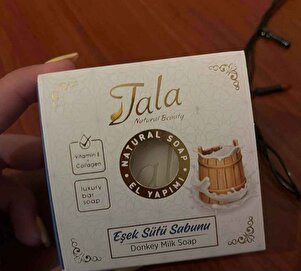 Tala
Natural Beauty
Vitamin E
Collagen
luxury
bar
soap
NATURAL SOAP
EL YAPIMI
Eşek Sütü Sabunu
Donkey Milk Soap